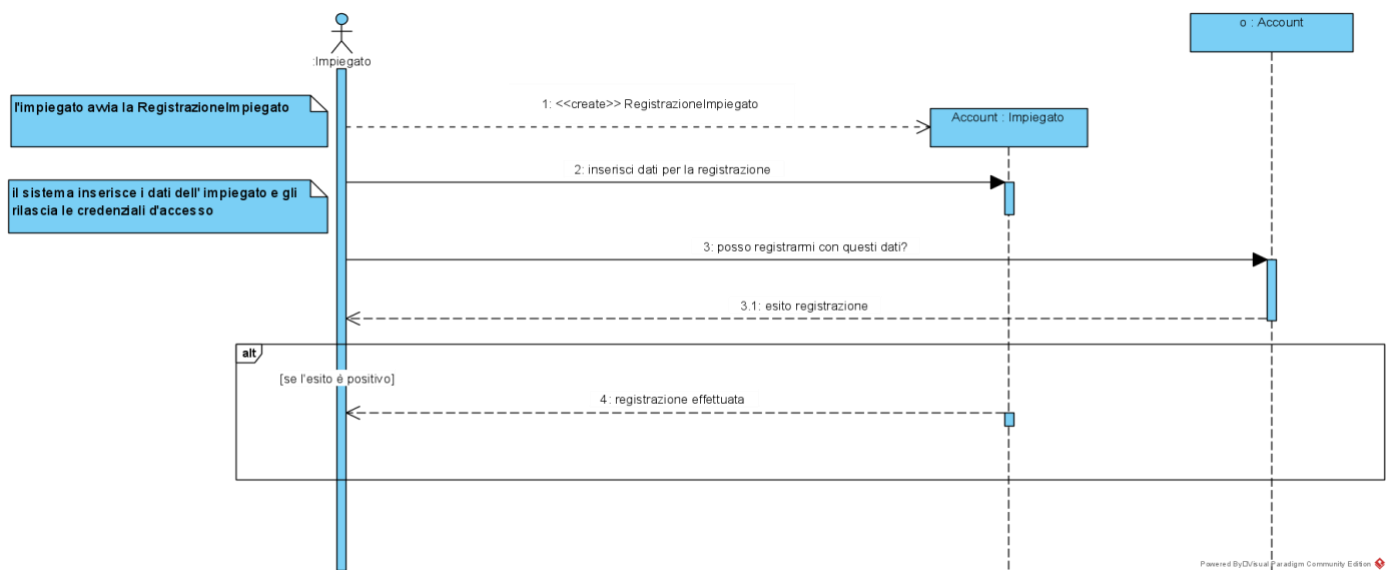 o : Account
:Impiegato
l'impiegato avvia la RegistrazioneImpiegato
1: <<create>> RegistrazioneImpiegato
Account : Impiegato
2: inserisci dati per la registrazione
il sistema inserisce i dati dell' impiegato e gli
rilascia le credenziali d'accesso
3: posso registrarmi con questi dati?
3.1: esito registrazione
alt
[se l'esito è positivo]
4: registrazione effettuata
Powered By Visual Paradigm Community Edition